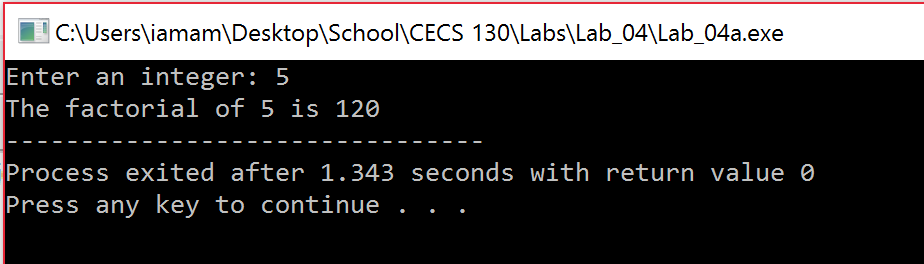 C:\Users\iamam\Desktop\School\CECS 130\Labs\Lab_04\Lab_04a.exe
Enter an integer: 5
The factorial of 5 is 120
---------------------------------
Process exited after 1.343 seconds with return value 0
Press any key to continue . . .